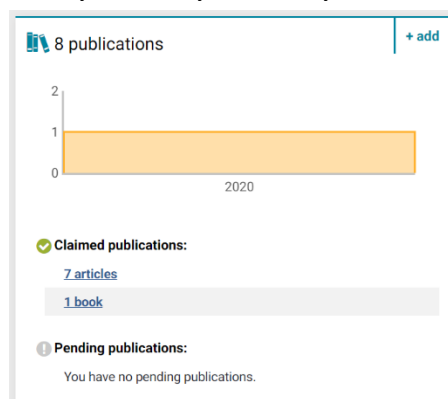 8 publications
+ add
2
1
0
2020
Claimed publications:
7 articles
1 book
Pending publications:
You have no pending publications.